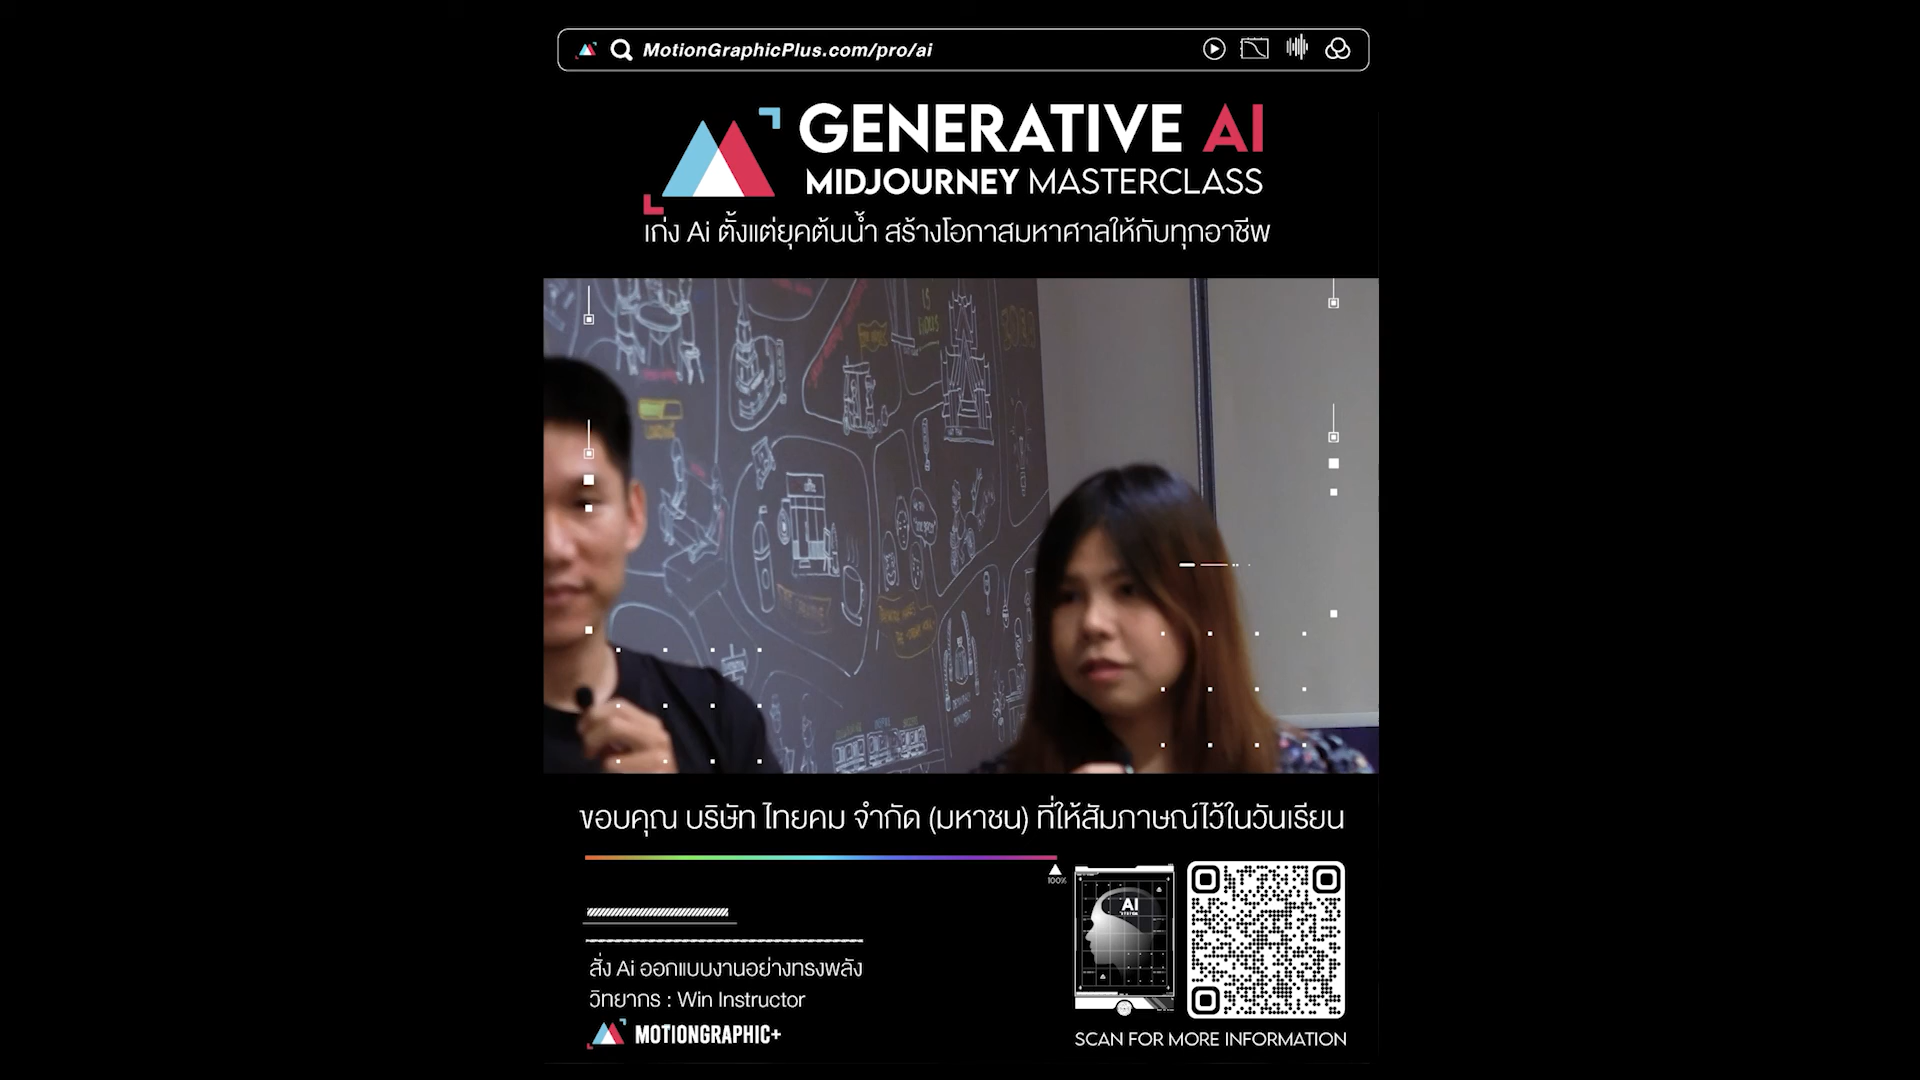 MotionGraphicPlus.com/pro/ai
GENERATIVE AI
MIDJOURNEY MASTERCLASS
เก่ง Ai ตั้งแต่ยุคต้นน้ำ สร้างโอกาสมหาศาลให้กับทุกอาชีพ
ขอบคุณ บริษัท ไทยคม จำกัด (มหาชน) ที่ให้สัมภาษณ์ไว้ในวันเรียน
100%
AI
สั่ง Ai ออกแบบงานอย่างทรงพลัง
วิทยากร : Win Instructor
MOTIONGRAPHIC+
SCAN FOR MORE INFORMATION